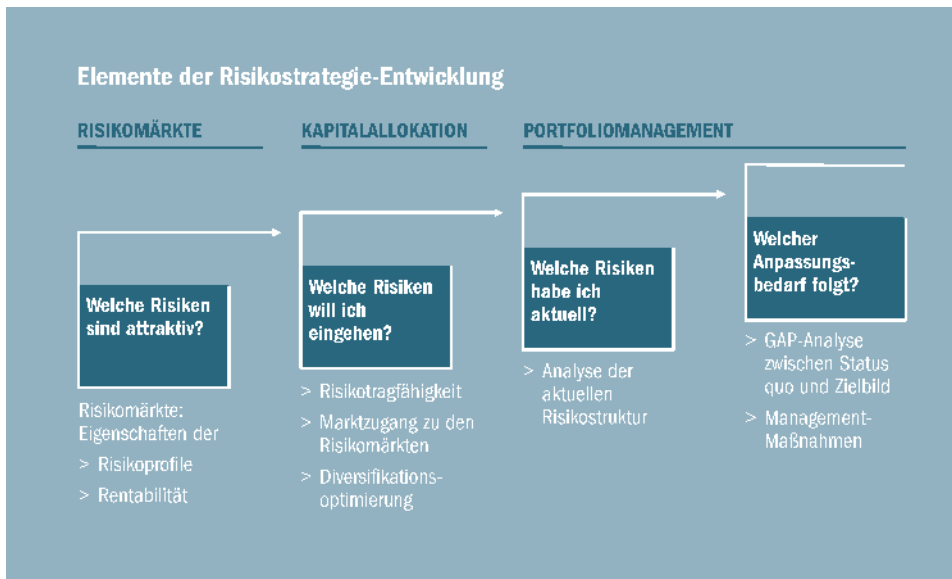 Elemente der Risikostrategie-Entwicklung
RISIKOMÄRKTE
KAPITALALLOKATION
PORTFOLIOMANAGEMENT
Welche Risiken
sind attraktiv?
Risikomärkte:
Eigenschaften der
> Risikoprofile
> Rentabilität
Welche Risiken
will ich
eingehen?
> Risikotragfähigkeit
> Marktzugang zu den
Risikomärkten
> Diversifikations-
optimierung
Welche Risiken
habe ich
aktuell?
> Analyse der
aktuellen
Risikostruktur
Welcher
Anpassungs-
bedarf folgt?
> GAP-Analyse
zwischen Status
quo und Zielbild
> Management-
Maßnahmen